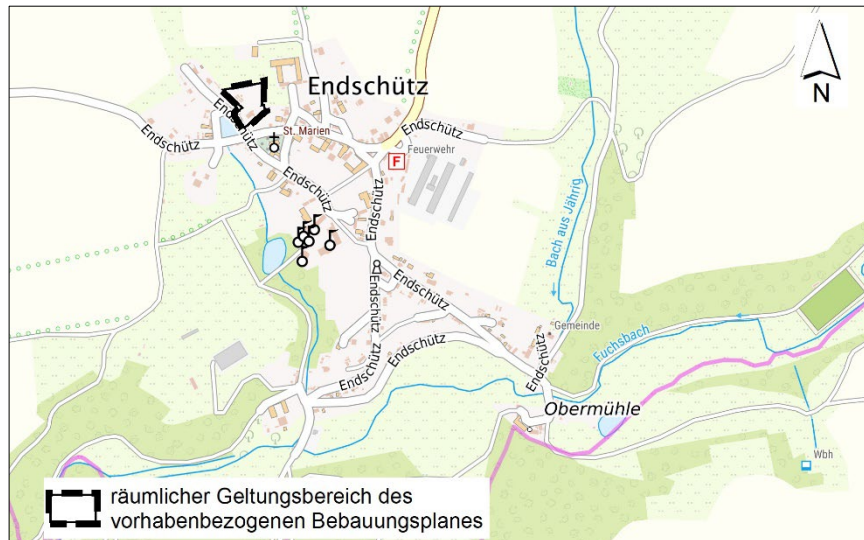 Endschütz
N
Endschütz
St. Marien
Endschütz
Endschütz
Feuerwehr
F
Endschütz
Endschütz
Bach aus Jährig
Endschütz
Endschütz
Gemeinde
Fuchsbach
Endschütz
Endschütz
Endschütz
Obermühle
Wbh
räumlicher Geltungsbereich des
vorhabenbezogenen Bebauungsplanes